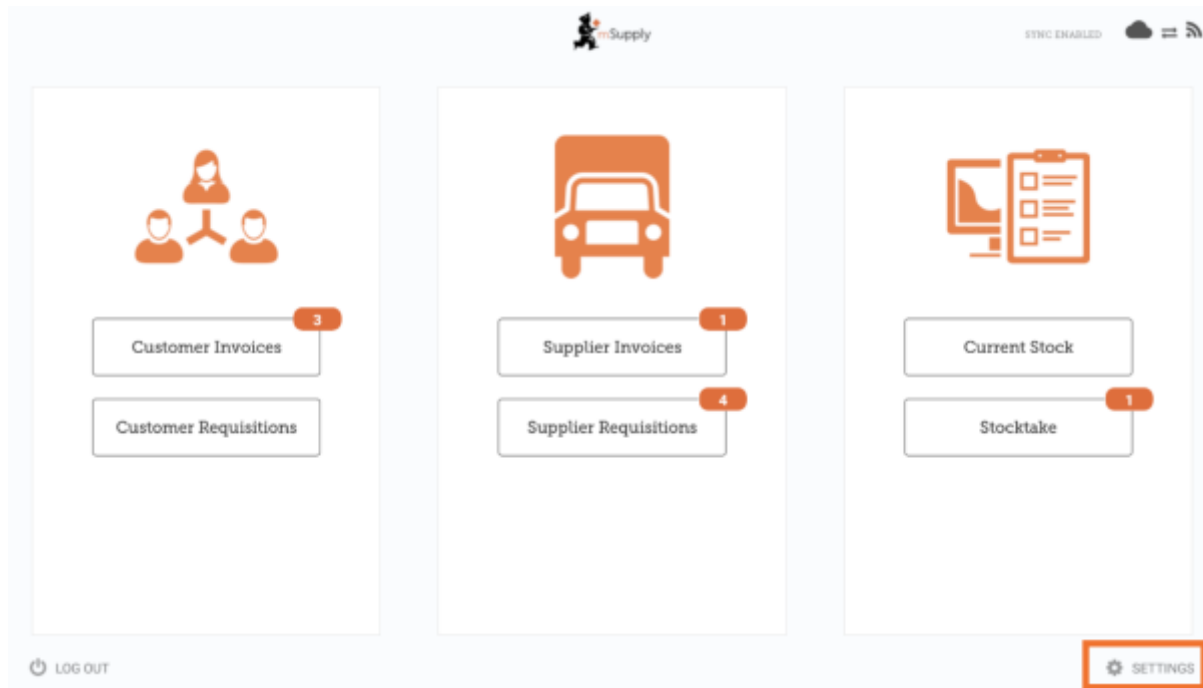 mSupply
SYNC ENABLED
3
Customer Invoices
Customer Requisitions
1
Supplier Invoices
4
Supplier Requisitions
Current Stock
1
Stocktake
LOG OUT
SETTINGS